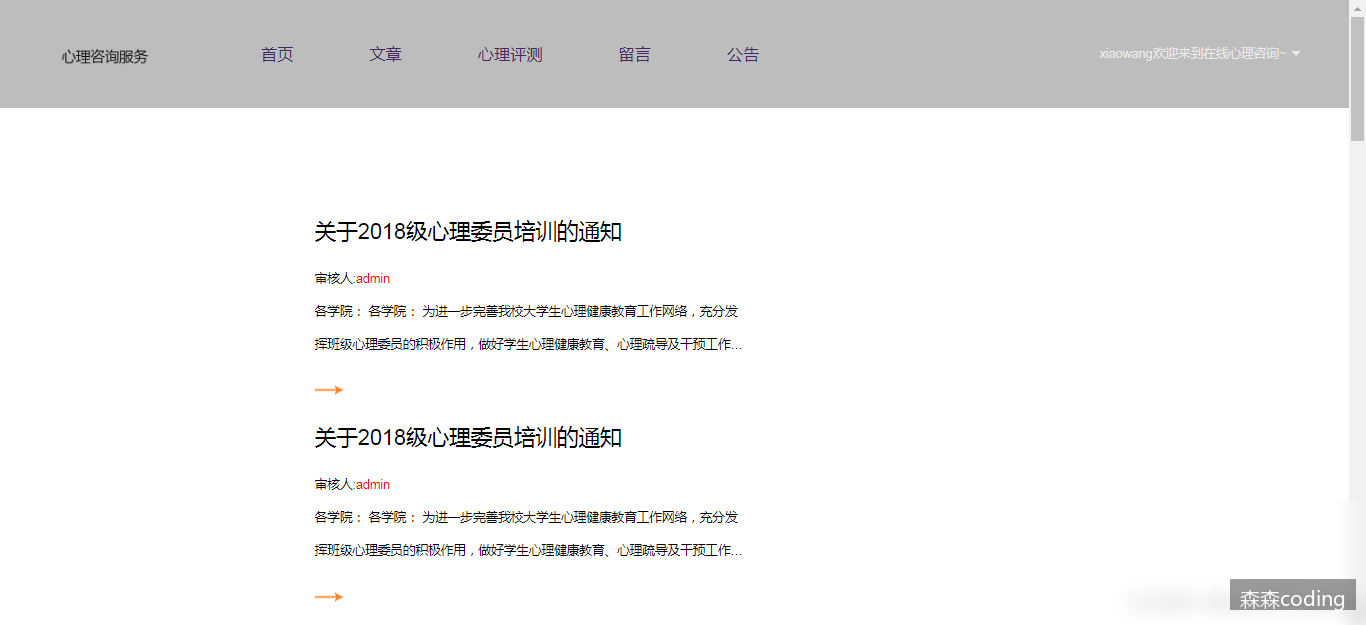 心理咨询服务 首页 文章 心理评测 留言 公告 xiaowang欢迎来到在线心理咨询~
关于2018级心理委员培训的通知
审核人:admin
各学院： 各学院： 为进一步完善我校大学生心理健康教育工作网络，充分发
挥班级心理委员的积极作用，做好学生心理健康教育、心理疏导及干预工作...
关于2018级心理委员培训的通知
审核人:admin
各学院： 各学院： 为进一步完善我校大学生心理健康教育工作网络，充分发
挥班级心理委员的积极作用，做好学生心理健康教育、心理疏导及干预工作...
森森coding